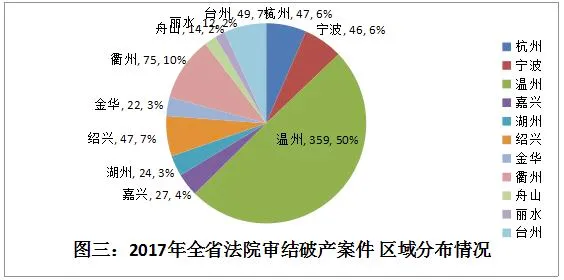 丽水, 12, 2%
台州, 49, 7%
杭州, 47, 6%
舟山, 14, 2%
宁波, 46, 6%
衢州, 75, 10%
金华, 22, 3%
温州, 359, 50%
绍兴, 47, 7%
湖州, 24, 3%
嘉兴, 27, 4%
杭州
宁波
温州
嘉兴
湖州
绍兴
金华
衢州
舟山
丽水
台州
图三：2017年全省法院审结破产案件 区域分布情况